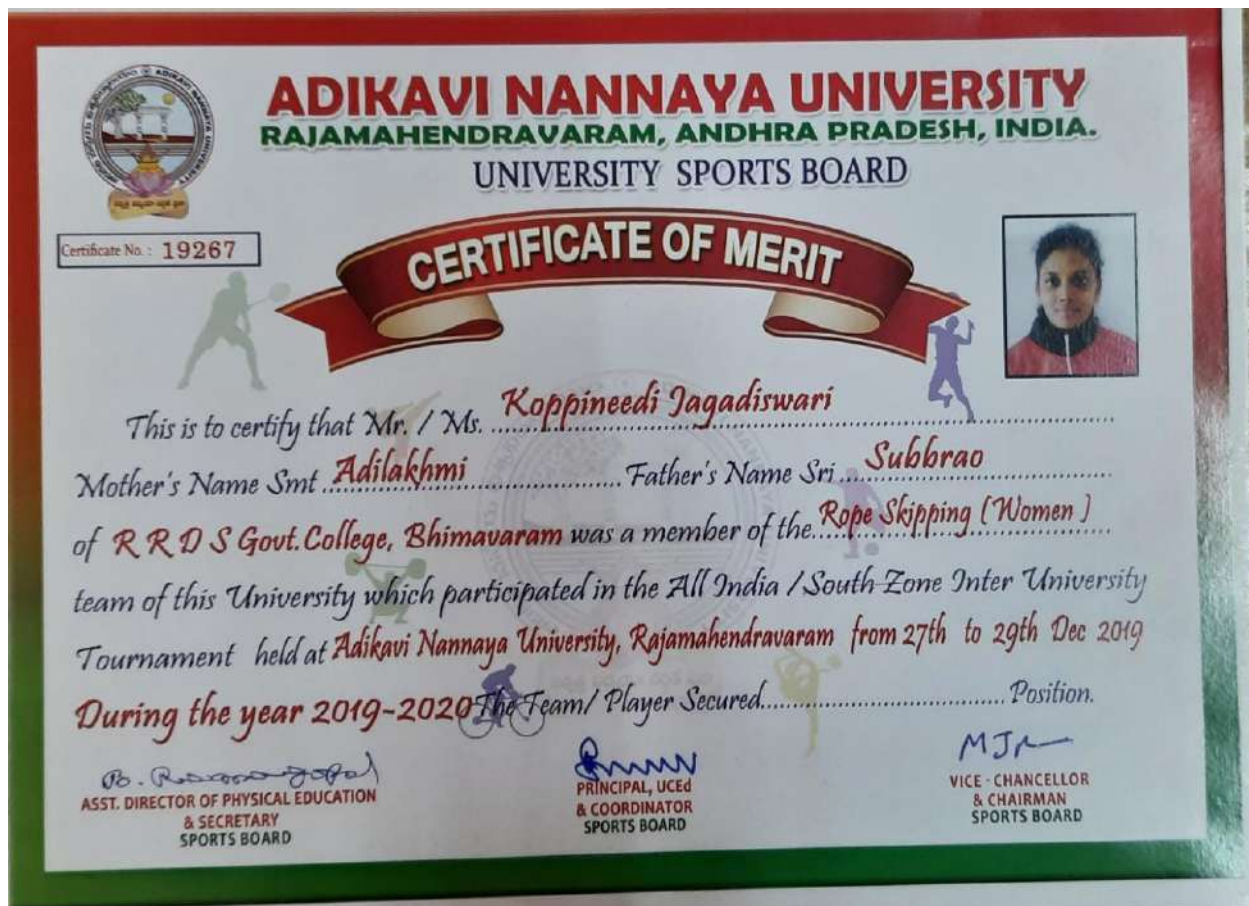 ADIKAVI NANNAYA UNIVERSITY
RAJAMAHENDRAVARAM, ANDHRA PRADESH, INDIA.
UNIVERSITY SPORTS BOARD
Certificate No. : 19267
CERTIFICATE OF MERIT
This is to certify that Mr. / Ms. Koppineedi Jagadiswari
Mother's Name Smt Adilakhmi Father's Name Sri Subbrao
of R R D S Govt. College, Bhimavaram was a member of the Rope Skipping (Women )
team of this University which participated in the All India / South Zone Inter University
Tournament held at Adikavi Nannaya University, Rajamahendravaram from 27th to 29th Dec 2019
During the year 2019-2020 The Team/ Player Secured.................................. Position.
ASST. DIRECTOR OF PHYSICAL EDUCATION
& SECRETARY
SPORTS BOARD
PRINCIPAL, UCEd
& COORDINATOR
SPORTS BOARD
VICE - CHANCELLOR
& CHAIRMAN
SPORTS BOARD